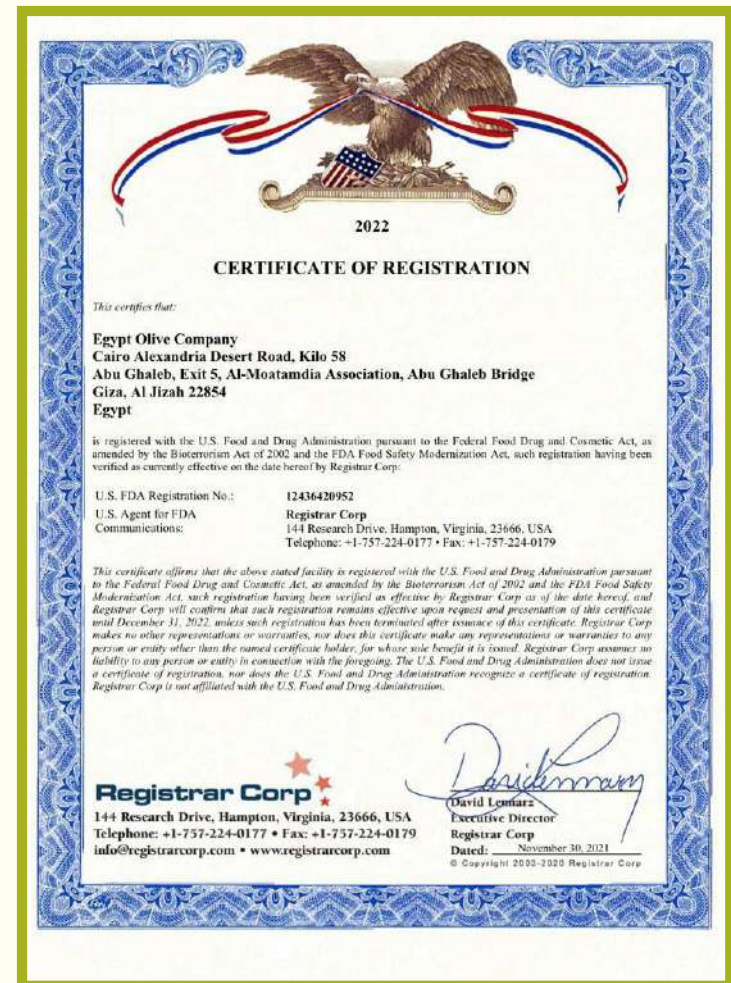 2022
CERTIFICATE OF REGISTRATION
This certifies that:
Egypt Olive Company
Cairo Alexandria Desert Road, Kilo 58
Abu Ghaleb, Exit 5, Al-Moatamdia Association, Abu Ghaleb Bridge
Giza, Al Jizah 22854
Egypt
is registered with the U.S. Food and Drug Administration pursuant to the Federal Food Drug and Cosmetic Act, as
amended by the Bioterrorism Act of 2002 and the FDA Food Safety Modernization Act, such registration having been
verified as currently effective on the date hereof by Registrar Corp:
U.S. FDA Registration No.: 12436420952
U.S. Agent for FDA Registrar Corp
Communications: 144 Research Drive, Hampton, Virginia, 23666, USA
Telephone: +1-757-224-0177 • Fax: +1-757-224-0179
This certificate affirms that the above stated facility is registered with the U.S. Food and Drug Administration pursuant
to the Federal Food Drug and Cosmetic Act, as amended by the Bioterrorism Act of 2002 and the FDA Food Safety
Modernization Act, such registration having been verified as effective by Registrar Corp as of the date hereof, and
Registrar Corp will confirm that such registration remains effective upon request and presentation of this certificate
until December 31, 2022, unless such registration has been terminated after issuance of this certificate. Registrar Corp
makes no other representations or warranties, nor does this certificate make any representations or warranties to any
person or entity other than the named certificate holder, for whose sole benefit it is issued. Registrar Corp assumes no
liability to any person or entity in connection with the foregoing. The U.S. Food and Drug Administration does not issue
a certificate of registration, nor does the U.S. Food and Drug Administration recognize a certificate of registration.
Registrar Corp is not affiliated with the U.S. Food and Drug Administration.
Registrar Corp
144 Research Drive, Hampton, Virginia, 23666, USA
Telephone: +1-757-224-0177 • Fax: +1-757-224-0179
info@registrarcorp.com • www.registrarcorp.com
David Lennarz
Executive Director
Registrar Corp
Dated: November 30, 2021
© Copyright 2003-2020 Registrar Corp